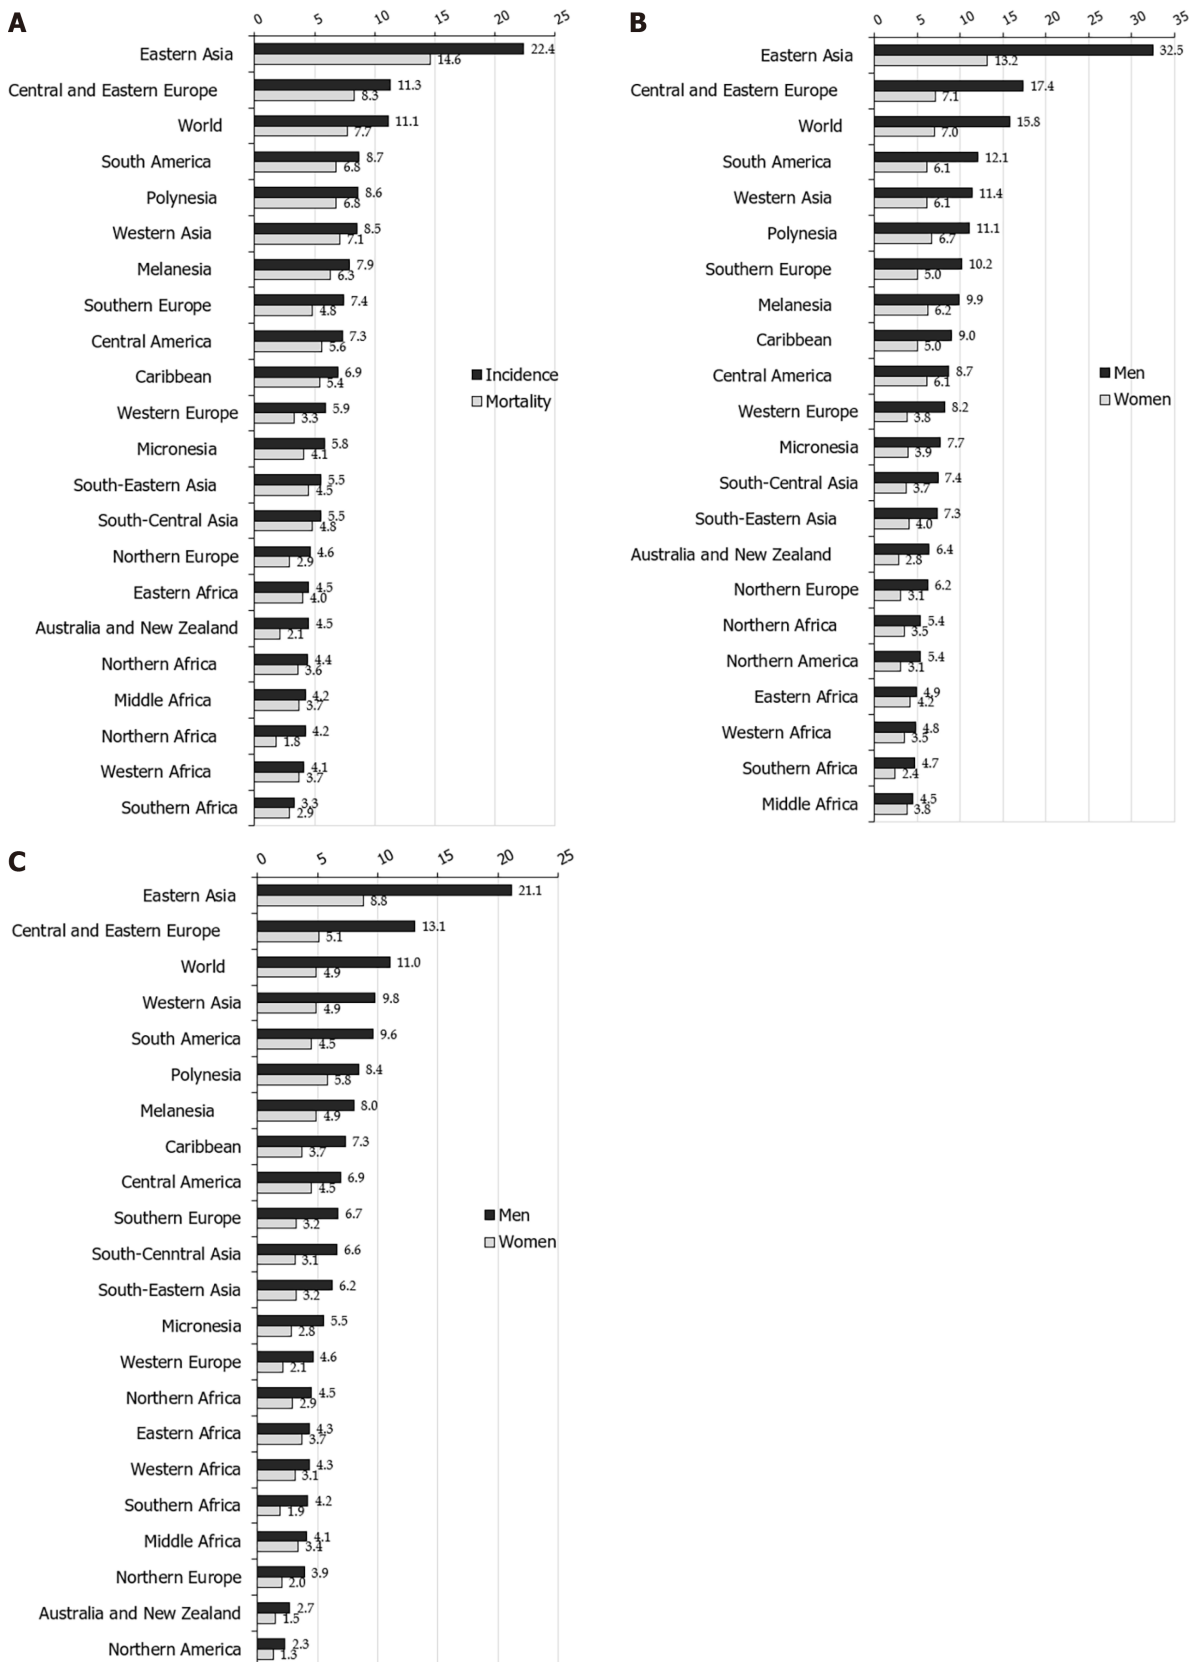 A
0 5 10 15 20 25
Eastern Asia 22.4
14.6
Central and Eastern Europe 11.3
8.3
World 11.1
7.7
South America 8.7
6.8
Polynesia 8.6
6.8
Western Asia 8.5
7.1
Melanesia 7.9
6.3
Southern Europe 7.4
4.8
Central America 7.3
5.6
Caribbean 6.9
5.4
Western Europe 5.9
3.3
Micronesia 5.8
4.1
South-Eastern Asia 5.5
4.5
South-Central Asia 5.5
4.8
Northern Europe 4.6
2.9
Eastern Africa 4.5
4.0
Australia and New Zealand 4.5
2.1
Northern Africa 4.4
3.6
Middle Africa 4.2
3.7
Northern Africa 4.2
1.8
Western Africa 4.1
3.7
Southern Africa 3.3
2.9
Incidence
Mortality
B
0 5 10 15 20 25 30 35
Eastern Asia 32.5
13.2
Central and Eastern Europe 17.4
7.1
World 15.8
7.0
South America 12.1
6.1
Western Asia 11.4
6.1
Polynesia 11.1
6.7
Southern Europe 10.2
5.0
Melanesia 9.9
6.2
Caribbean 9.0
5.0
Central America 8.7
6.1
Western Europe 8.2
3.8
Micronesia 7.7
3.9
South-Central Asia 7.4
3.7
South-Eastern Asia 7.3
4.0
Australia and New Zealand 6.4
2.8
Northern Europe 6.2
3.1
Northern Africa 5.4
3.5
Northern America 5.4
3.1
Eastern Africa 4.9
4.2
Western Africa 4.8
3.5
Southern Africa 4.7
2.4
Middle Africa 4.5
3.8
Men
Women
C
0 5 10 15 20 25
Eastern Asia 21.1
8.8
Central and Eastern Europe 13.1
5.1
World 11.0
4.9
Western Asia 9.8
4.9
South America 9.6
4.5
Polynesia 8.4
5.8
Melanesia 8.0
4.9
Caribbean 7.3
3.7
Central America 6.9
4.5
Southern Europe 6.7
3.2
South-Cenntral Asia 6.6
3.1
South-Eastern Asia 6.2
3.2
Micronesia 5.5
2.8
Western Europe 4.6
2.1
Northern Africa 4.5
2.9
Eastern Africa 4.3
3.7
Western Africa 4.3
3.1
Southern Africa 4.2
1.9
Middle Africa 4.1
3.4
Northern Europe 3.9
2.0
Australia and New Zealand 2.7
1.5
Northern America 2.3
1.3
Men
Women